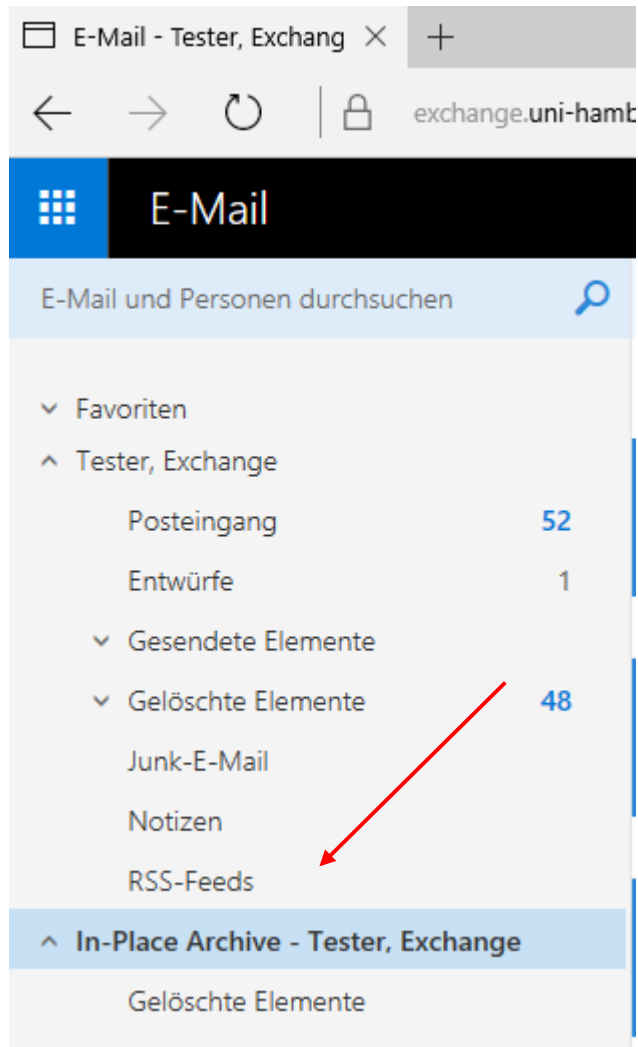 E-Mail - Tester, Exchang
exchange.uni-hamb
E-Mail
E-Mail und Personen durchsuchen
Favoriten
Tester, Exchange
Posteingang 52
Entwürfe 1
Gesendete Elemente
Gelöschte Elemente 48
Junk-E-Mail
Notizen
RSS-Feeds
In-Place Archive - Tester, Exchange
Gelöschte Elemente